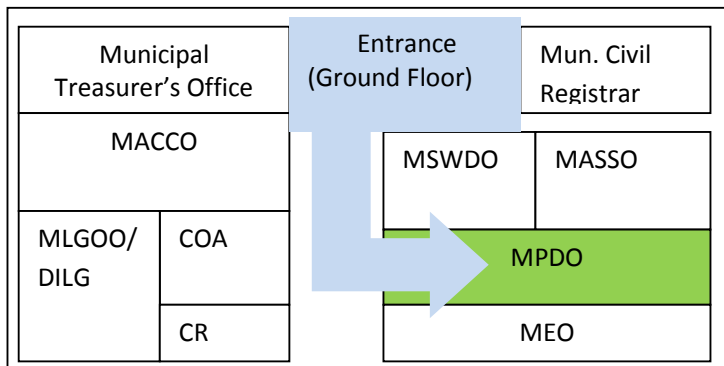 Municipal
Treasurer's Office
Entrance
(Ground Floor)
Mun. Civil
Registrar
MACCO
MSWDO
MASSO
MLGOO/
DILG
COA
MPDO
CR
MEO